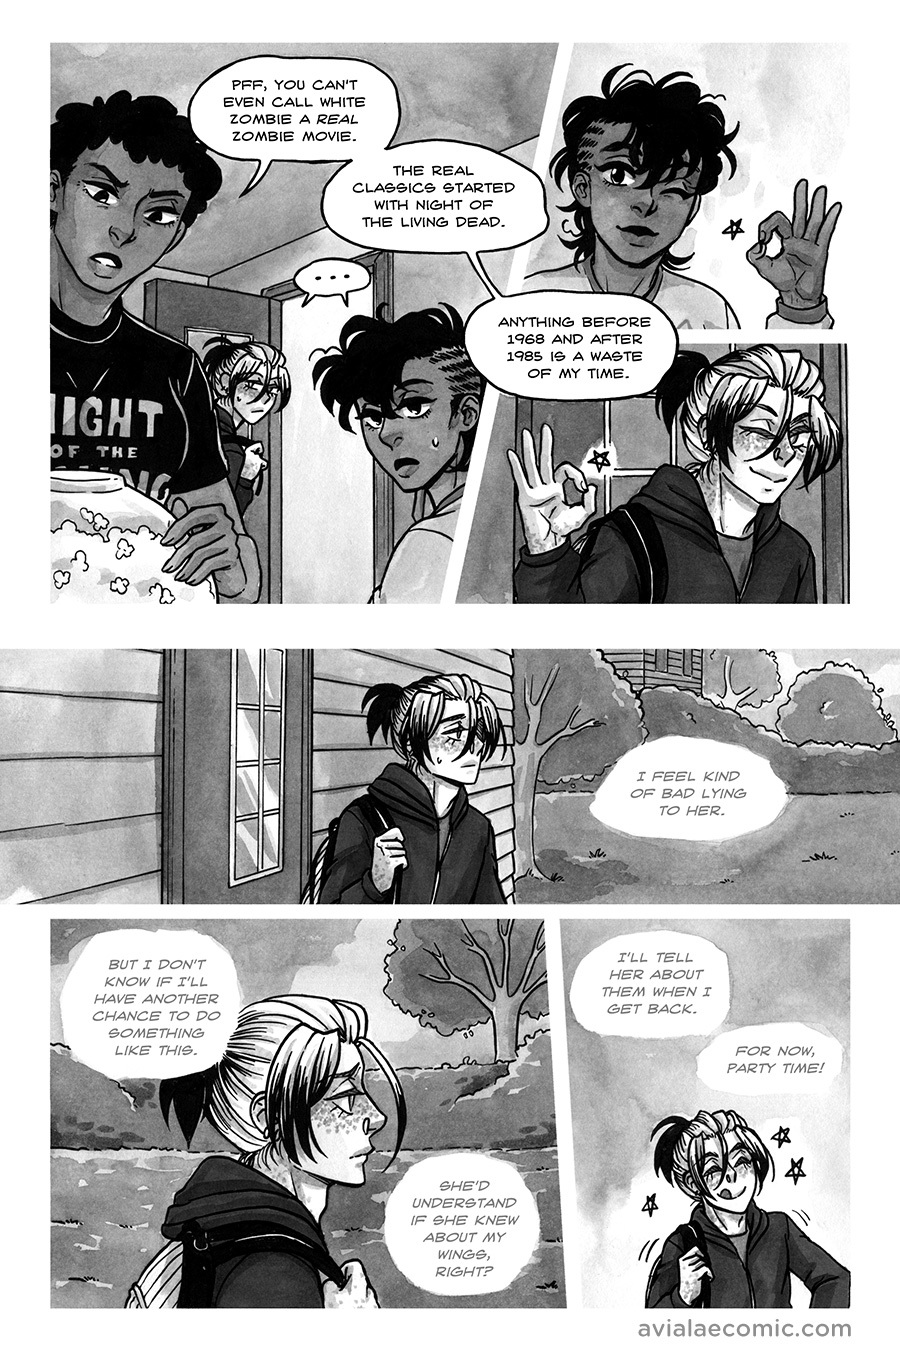 PFF, YOU CAN'T
EVEN CALL WHITE
ZOMBIE A REAL
ZOMBIE MOVIE.
THE REAL
CLASSICS STARTED
WITH NIGHT OF
THE LIVING DEAD.
...
ANYTHING BEFORE
1968 AND AFTER
1985 IS A WASTE
OF MY TIME.
NIGHT
OF THE
I FEEL KIND
OF BAD LYING
TO HER.
BUT I DON'T
KNOW IF I'LL
HAVE ANOTHER
CHANCE TO DO
SOMETHING
LIKE THIS.
SHE'D
UNDERSTAND
IF SHE KNEW
ABOUT MY
WINGS,
RIGHT?
I'LL TELL
HER ABOUT
THEM WHEN I
GET BACK.
FOR NOW,
PARTY TIME!
avialaecomic.com